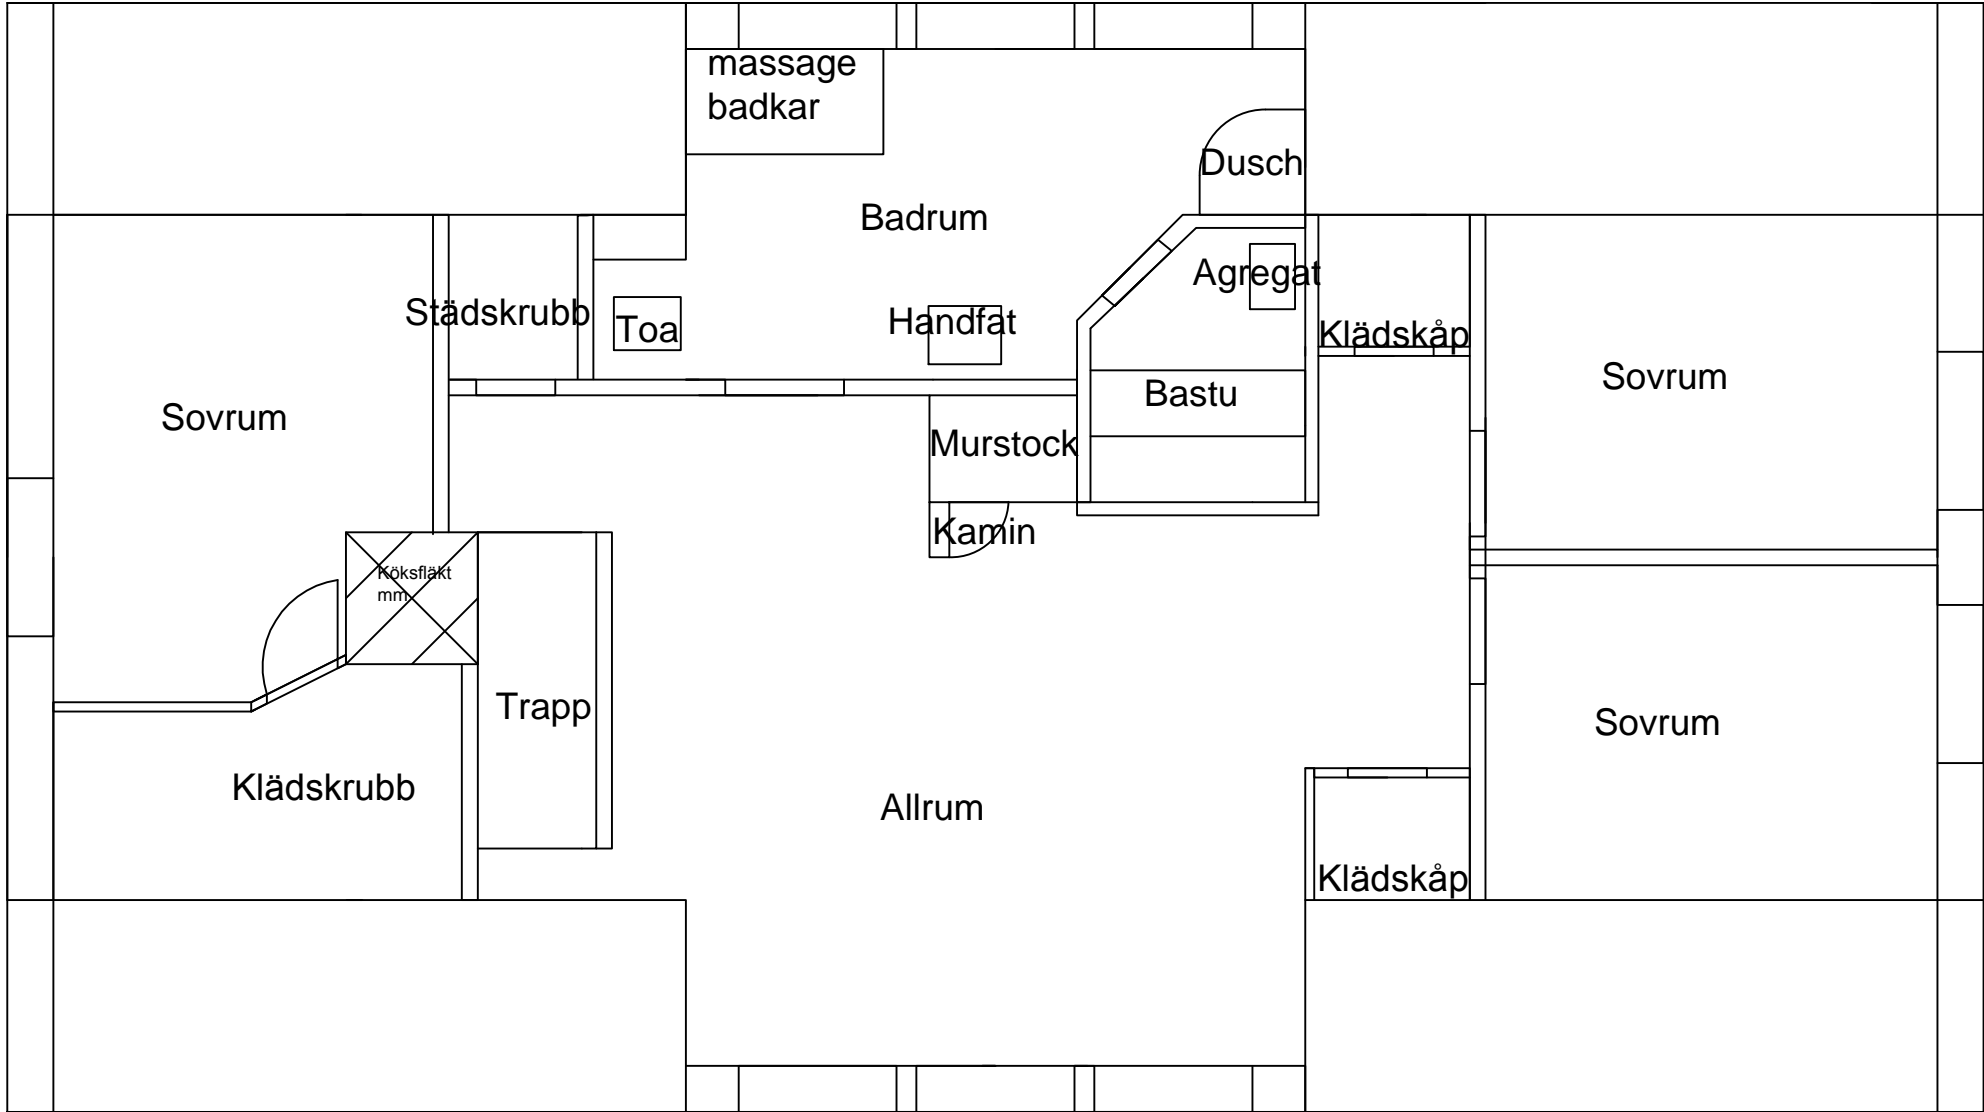 massage
badkar
Dusch
Badrum
Agregat
Städskrubb
Toa
Handfat
Klädskåp
Sovrum
Bastu
Sovrum
Murstock
Kamin
Köksfläkt
mm
Trapp
Sovrum
Klädskrubb
Allrum
Klädskåp